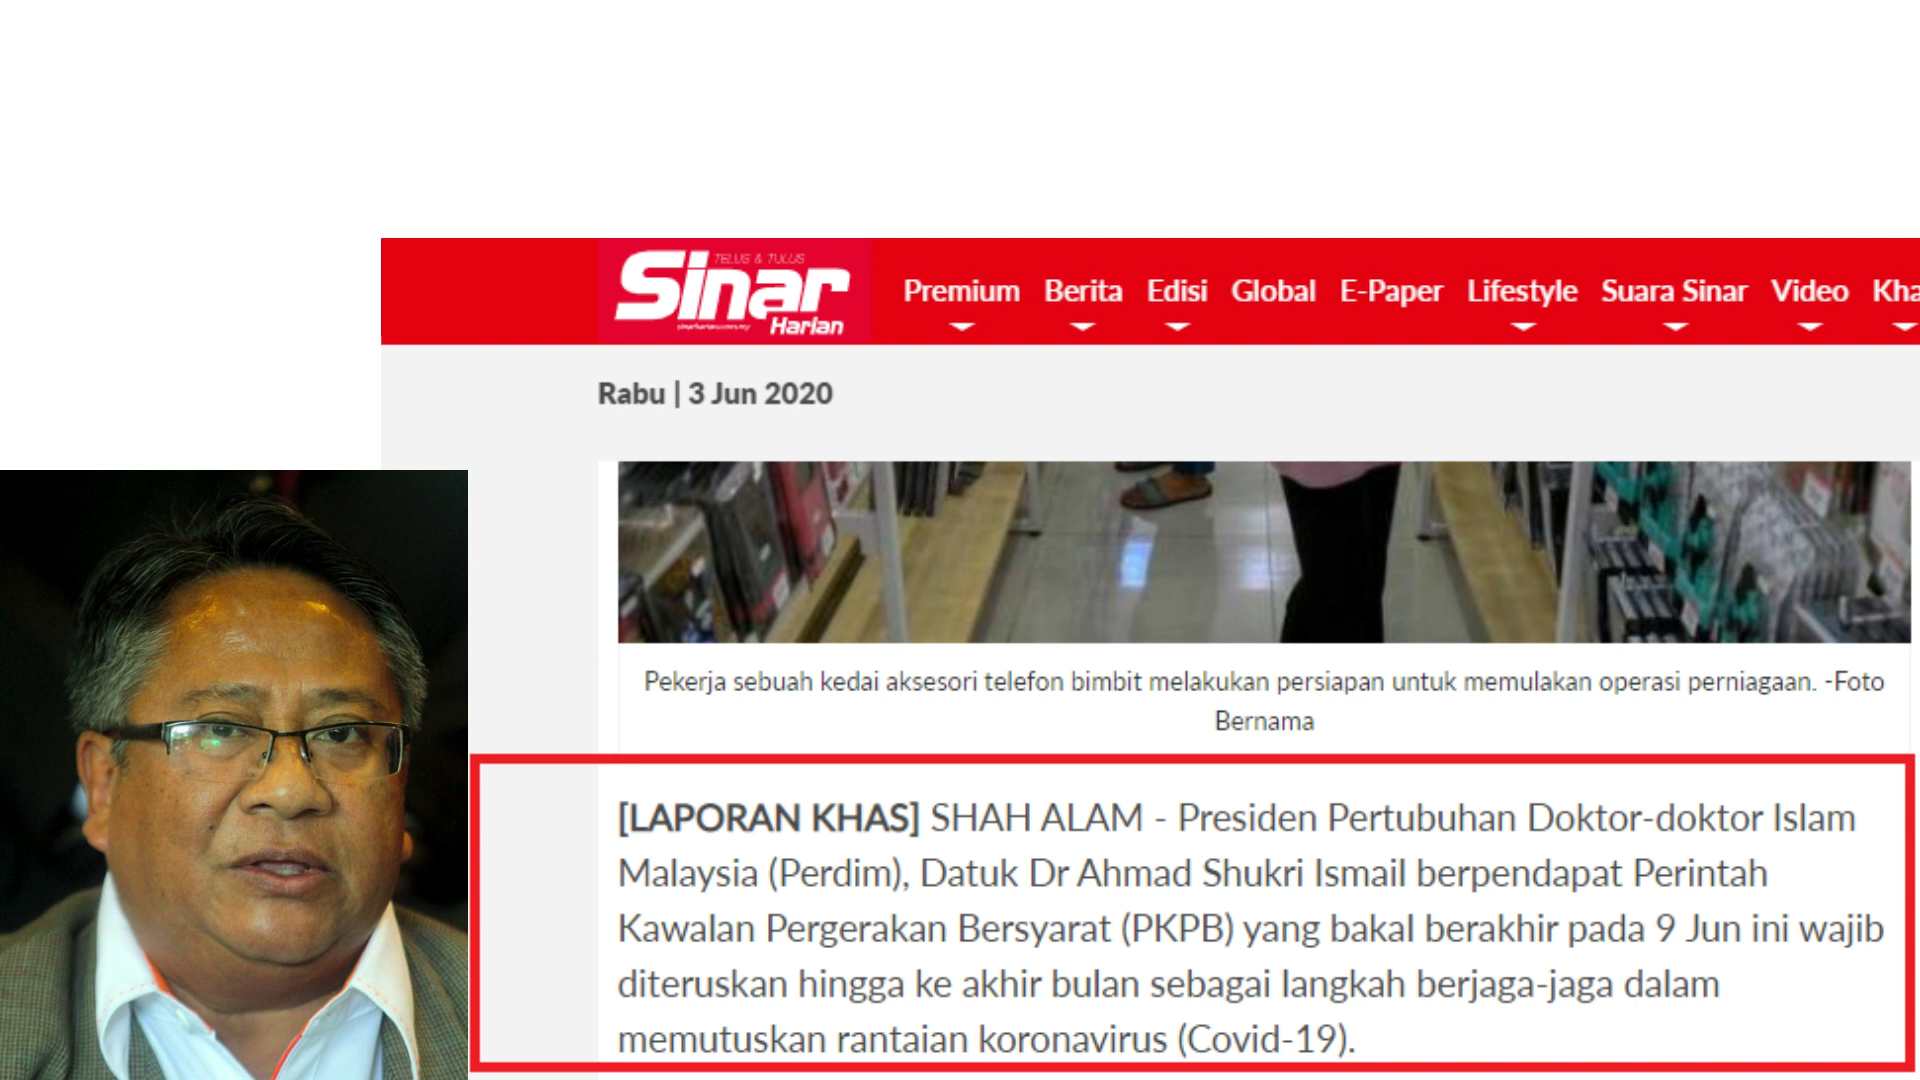 TELUS & TULUS
Sinar
Harian
sinarharian.com.my
Premium Berita Edisi Global E-Paper Lifestyle Suara Sinar Video Kha
Rabu | 3 Jun 2020
Pekerja sebuah kedai aksesori telefon bimbit melakukan persiapan untuk memulakan operasi perniagaan. -Foto
Bernama
[LAPORAN KHAS] SHAH ALAM - Presiden Pertubuhan Doktor-doktor Islam
Malaysia (Perdim), Datuk Dr Ahmad Shukri Ismail berpendapat Perintah
Kawalan Pergerakan Bersyarat (PKPB) yang bakal berakhir pada 9 Jun ini wajib
diteruskan hingga ke akhir bulan sebagai langkah berjaga-jaga dalam
memutuskan rantaian koronavirus (Covid-19).